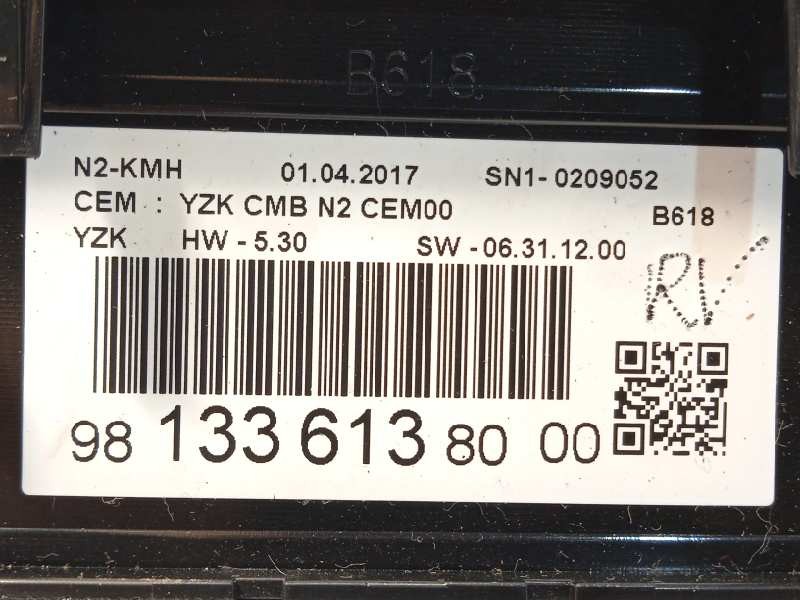 B618
N2-KMH 01.04.2017 SN1- 0209052
CEM : YZK CMB N2 CEM00 B618
YZK HW - 5.30 SW - 06.31.12.00
RV
98 133 613 80 00